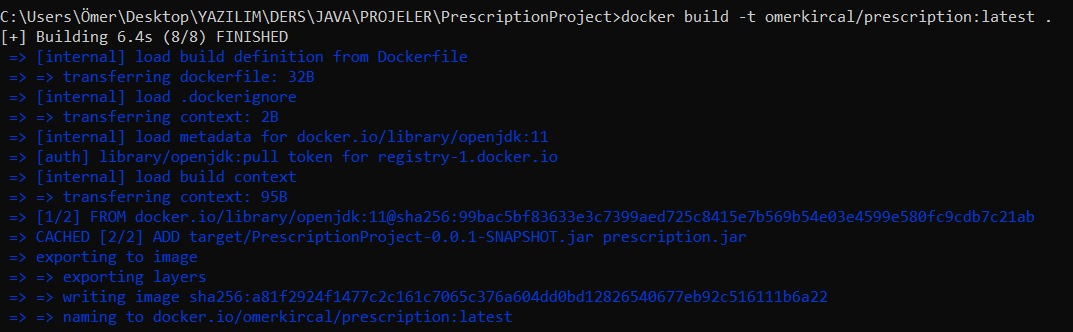 C:\Users\Ömer\Desktop\YAZILIM\DERS\JAVA\PROJELER\PrescriptionProject>docker build -t omerkircal/prescription:latest .
[+] Building 6.4s (8/8) FINISHED
=> [internal] load build definition from Dockerfile
=> => transferring dockerfile: 32B
=> [internal] load .dockerignore
=> => transferring context: 2B
=> [internal] load metadata for docker.io/library/openjdk:11
=> [auth] library/openjdk:pull token for registry-1.docker.io
=> [internal] load build context
=> => transferring context: 95B
=> [1/2] FROM docker.io/library/openjdk:11@sha256:99bac5bf83633e3c7399aed725c8415e7b569b54e03e4599e580fc9cdb7c21ab
=> CACHED [2/2] ADD target/PrescriptionProject-0.0.1-SNAPSHOT.jar prescription.jar
=> exporting to image
=> => exporting layers
=> => writing image sha256:a81f2924f1477c2c161c7065c376a604dd0bd12826540677eb92c516111b6a22
=> => naming to docker.io/omerkircal/prescription:latest